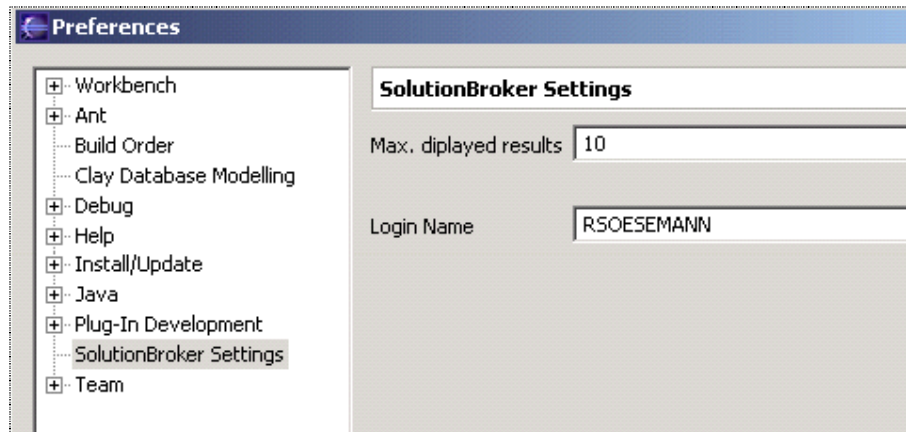 Preferences
Workbench
Ant
Build Order
Clay Database Modelling
Debug
Help
Install/Update
Java
Plug-In Development
SolutionBroker Settings
Team
SolutionBroker Settings
Max. diplayed results 10
Login Name RSOESEMANN